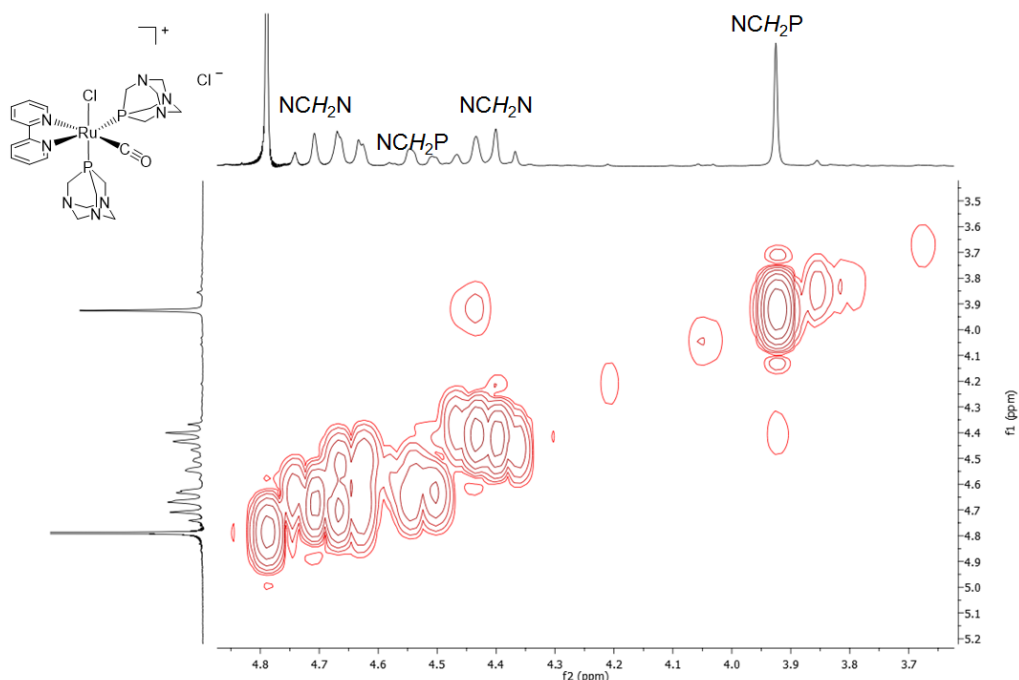 NCH₂P
NCH₂N
NCH₂P
NCH₂N
+
Cl⁻
Cl
N
N
N
P
N
N
Ru
C
O
P
N
N
N
3.5
3.6
3.7
3.8
3.9
4.0
4.1
4.2
4.3
4.4
4.5
4.6
4.7
4.8
4.9
5.0
5.1
5.2
f1 (ppm)
4.8 4.7 4.6 4.5 4.4 4.3 4.2 4.1 4.0 3.9 3.8 3.7
f2 (ppm)